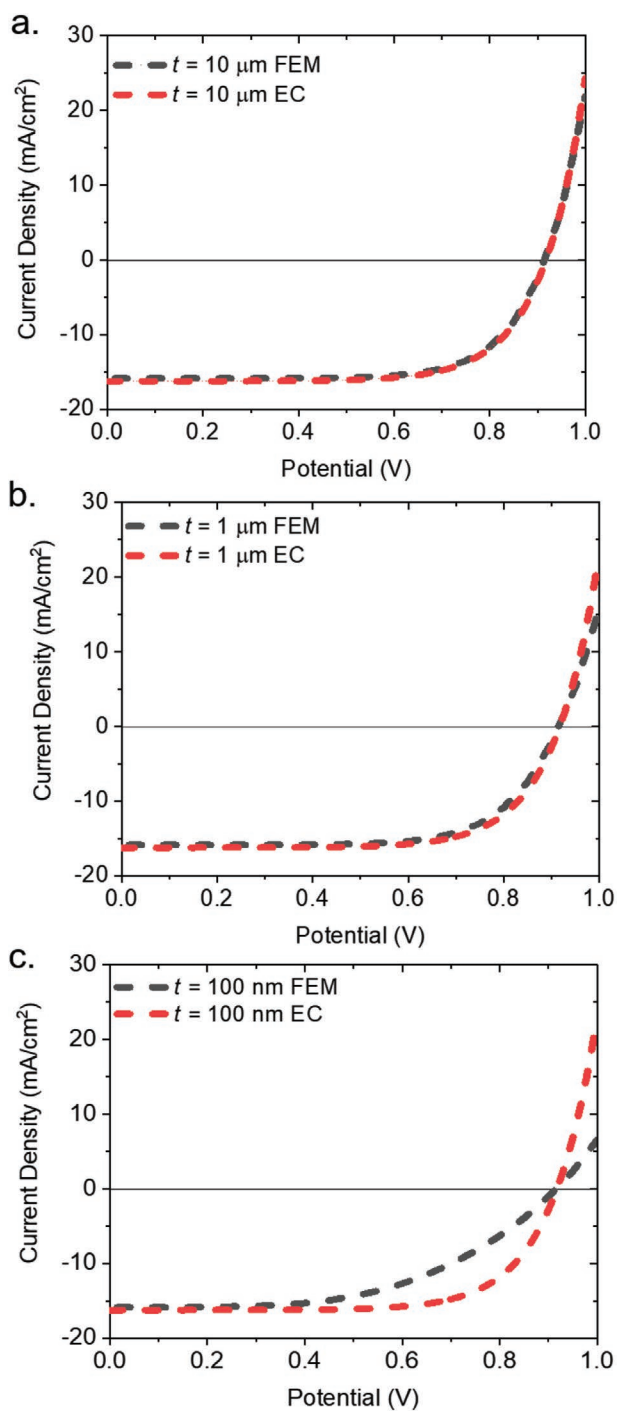 a.
30
t = 10 μm FEM
t = 10 μm EC
20
10
0
-10
-20
Current Density (mA/cm²)
0.0 0.2 0.4 0.6 0.8 1.0
Potential (V)
b.
30
t = 1 μm FEM
t = 1 μm EC
20
10
0
-10
-20
Current Density (mA/cm²)
0.0 0.2 0.4 0.6 0.8 1.0
Potential (V)
c.
30
t = 100 nm FEM
t = 100 nm EC
20
10
0
-10
-20
Current Density (mA/cm²)
0.0 0.2 0.4 0.6 0.8 1.0
Potential (V)